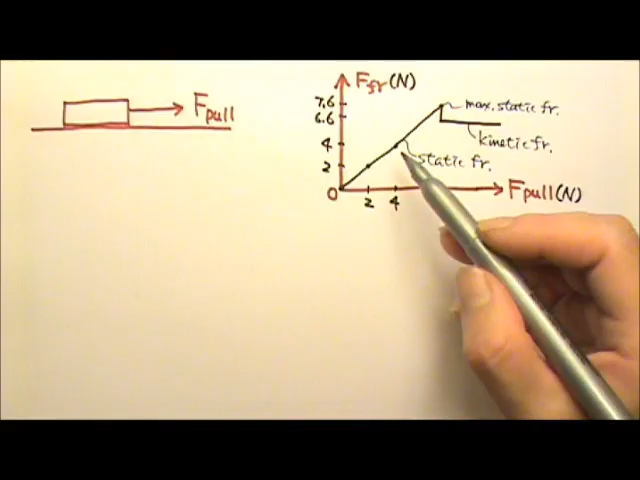 Fpull
Ffr (N)
7.6
6.6
4
2
0
2
4
max. static fr.
kinetic fr.
static fr.
Fpull (N)